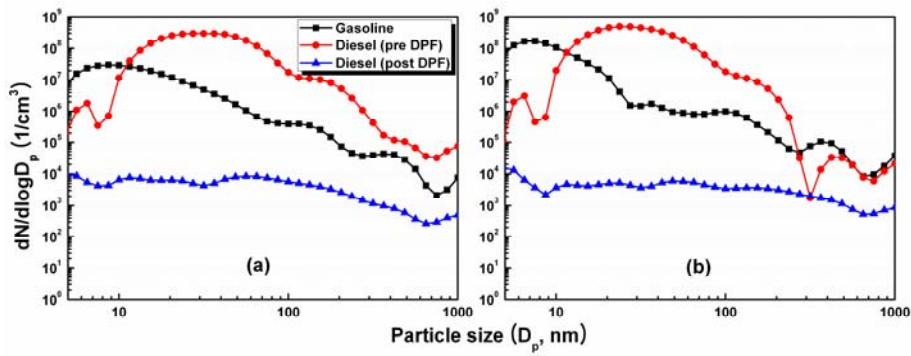 10⁹
10⁸
10⁷
10⁶
10⁵
10⁴
10³
10²
10¹
10⁰
dN/dlogDₚ (1/cm³)
Gasoline
Diesel (pre DPF)
Diesel (post DPF)
(a)
10 100 1000
10⁹
10⁸
10⁷
10⁶
10⁵
10⁴
10³
10²
10¹
10⁰
(b)
10 100 1000
Particle size (Dₚ, nm)